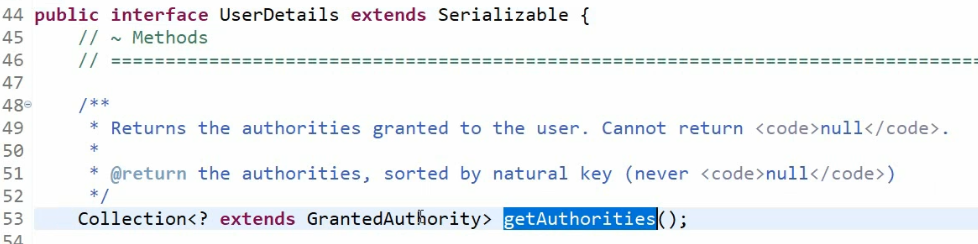 44 public interface UserDetails extends Serializable {
45 // ~ Methods
46 // ================================================================================
47
48 /**
49 * Returns the authorities granted to the user. Cannot return <code>null</code>.
50 *
51 * @return the authorities, sorted by natural key (never <code>null</code>)
52 */
53 Collection<? extends GrantedAuthority> getAuthorities();
54